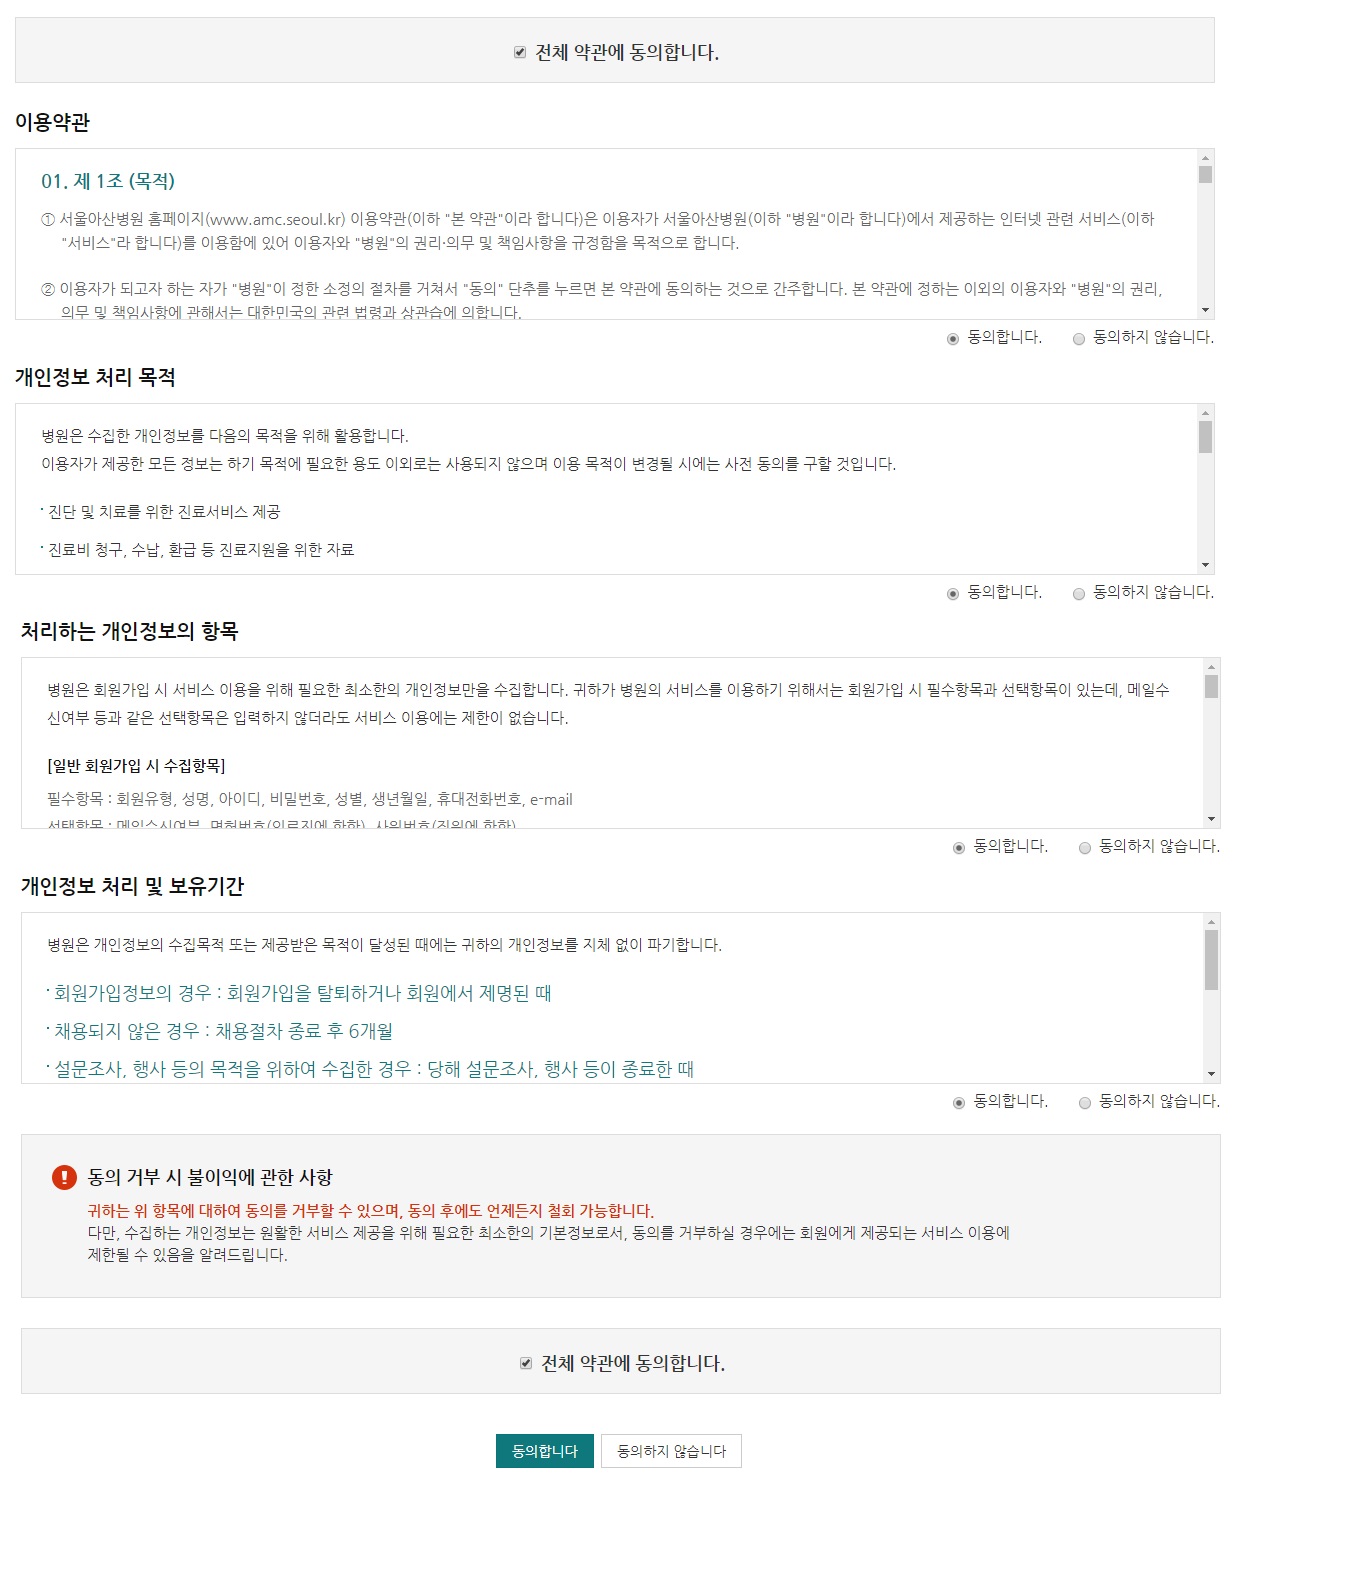 전체 약관에 동의합니다.
이용약관
01. 제 1조 (목적)
① 서울아산병원 홈페이지(www.amc.seoul.kr) 이용약관(이하 "본 약관"이라 합니다)은 이용자가 서울아산병원(이하 "병원"이라 합니다)에서 제공하는 인터넷 관련 서비스(이하
"서비스"라 합니다)를 이용함에 있어 이용자와 "병원"의 권리·의무 및 책임사항을 규정함을 목적으로 합니다.
② 이용자가 되고자 하는 자가 "병원"이 정한 소정의 절차를 거쳐서 "동의" 단추를 누르면 본 약관에 동의하는 것으로 간주합니다. 본 약관에 정하는 이외의 이용자와 "병원"의 권리,
의무 및 책임사항에 관해서는 대한민국의 관련 법령과 상관습에 의합니다.
동의합니다. 동의하지 않습니다.
개인정보 처리 목적
병원은 수집한 개인정보를 다음의 목적을 위해 활용합니다.
이용자가 제공한 모든 정보는 하기 목적에 필요한 용도 이외로는 사용되지 않으며 이용 목적이 변경될 시에는 사전 동의를 구할 것입니다.
· 진단 및 치료를 위한 진료서비스 제공
· 진료비 청구, 수납, 환급 등 진료지원을 위한 자료
동의합니다. 동의하지 않습니다.
처리하는 개인정보의 항목
병원은 회원가입 시 서비스 이용을 위해 필요한 최소한의 개인정보만을 수집합니다. 귀하가 병원의 서비스를 이용하기 위해서는 회원가입 시 필수항목과 선택항목이 있는데, 메일수
신여부 등과 같은 선택항목은 입력하지 않더라도 서비스 이용에는 제한이 없습니다.
[일반 회원가입 시 수집항목]
필수항목 : 회원유형, 성명, 아이디, 비밀번호, 성별, 생년월일, 휴대전화번호, e-mail
선택항목 : 메일수신여부, 면허번호(의료진에 한함), 사원번호(직원에 한함)
동의합니다. 동의하지 않습니다.
개인정보 처리 및 보유기간
병원은 개인정보의 수집목적 또는 제공받은 목적이 달성된 때에는 귀하의 개인정보를 지체 없이 파기합니다.
· 회원가입정보의 경우 : 회원가입을 탈퇴하거나 회원에서 제명된 때
· 채용되지 않은 경우 : 채용절차 종료 후 6개월
· 설문조사, 행사 등의 목적을 위하여 수집한 경우 : 당해 설문조사, 행사 등이 종료한 때
동의합니다. 동의하지 않습니다.
동의 거부 시 불이익에 관한 사항
귀하는 위 항목에 대하여 동의를 거부할 수 있으며, 동의 후에도 언제든지 철회 가능합니다.
다만, 수집하는 개인정보는 원활한 서비스 제공을 위해 필요한 최소한의 기본정보로서, 동의를 거부하실 경우에는 회원에게 제공되는 서비스 이용에
제한될 수 있음을 알려드립니다.
전체 약관에 동의합니다.
동의합니다 동의하지 않습니다